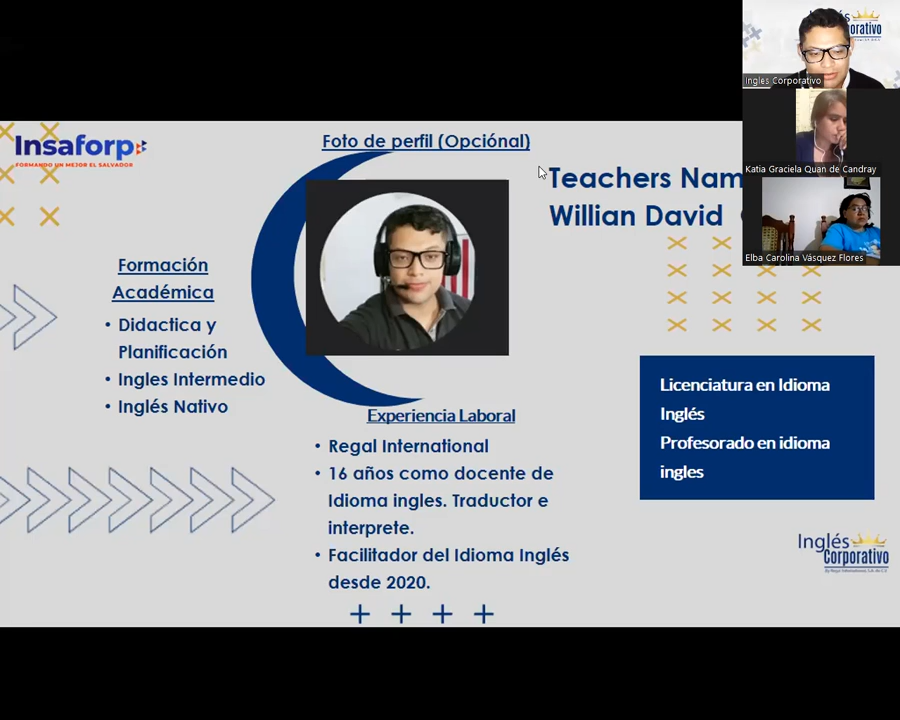 Insaforp
FORMANDO UN MEJOR EL SALVADOR
Foto de perfil (Opciónal)
Teachers Nam
Willian David
Formación
Académica
• Didactica y
Planificación
• Ingles Intermedio
• Inglés Nativo
Experiencia Laboral
• Regal International
• 16 años como docente de
Idioma ingles. Traductor e
interprete.
• Facilitador del Idioma Inglés
desde 2020.
Licenciatura en Idioma
Inglés
Profesorado en idioma
ingles
Inglés
Corporativo
Ingles Corporativo
Katia Graciela Quan de Candray
Elba Carolina Vásquez Flores